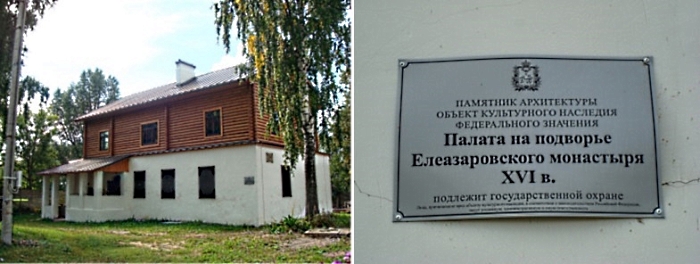 ПАМЯТНИК АРХИТЕКТУРЫ
ОБЪЕКТ КУЛЬТУРНОГО НАСЛЕДИЯ
ФЕДЕРАЛЬНОГО ЗНАЧЕНИЯ
Палата на подворье
Елеазаровского монастыря
XVI в.
подлежит государственной охране